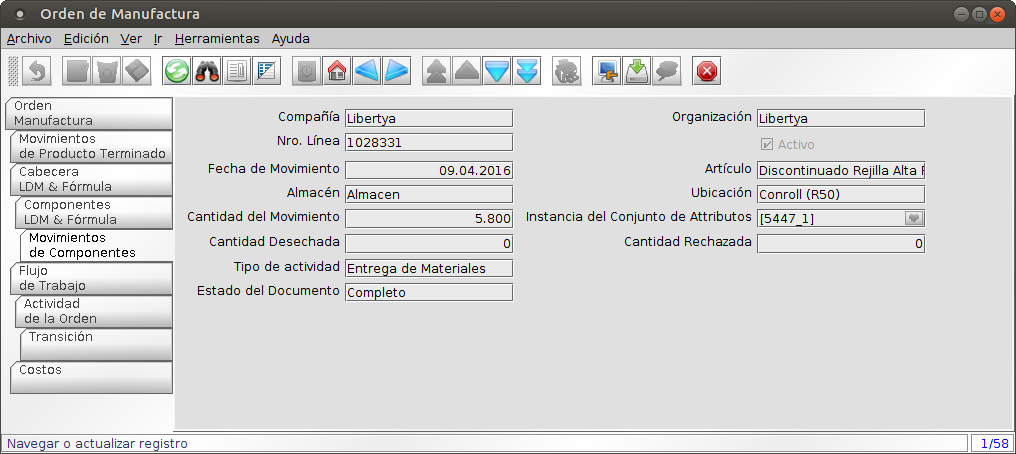 Orden de Manufactura
Archivo Edición Ver Ir Herramientas Ayuda
Orden
Manufactura
Movimientos
de Producto Terminado
Cabecera
LDM & Fórmula
Componentes
LDM & Fórmula
Movimientos
de Componentes
Flujo
de Trabajo
Actividad
de la Orden
Transición
Costos
Compañía Libertya Organización Libertya
Nro. Línea 1028331 Activo
Fecha de Movimiento 09.04.2016 Artículo Discontinuado Rejilla Alta
Almacén Almacen Ubicación Conroll (R50)
Cantidad del Movimiento 5.800 Instancia del Conjunto de Attributos [5447_1]
Cantidad Desechada 0 Cantidad Rechazada 0
Tipo de actividad Entrega de Materiales
Estado del Documento Completo
Navegar o actualizar registro 1/58